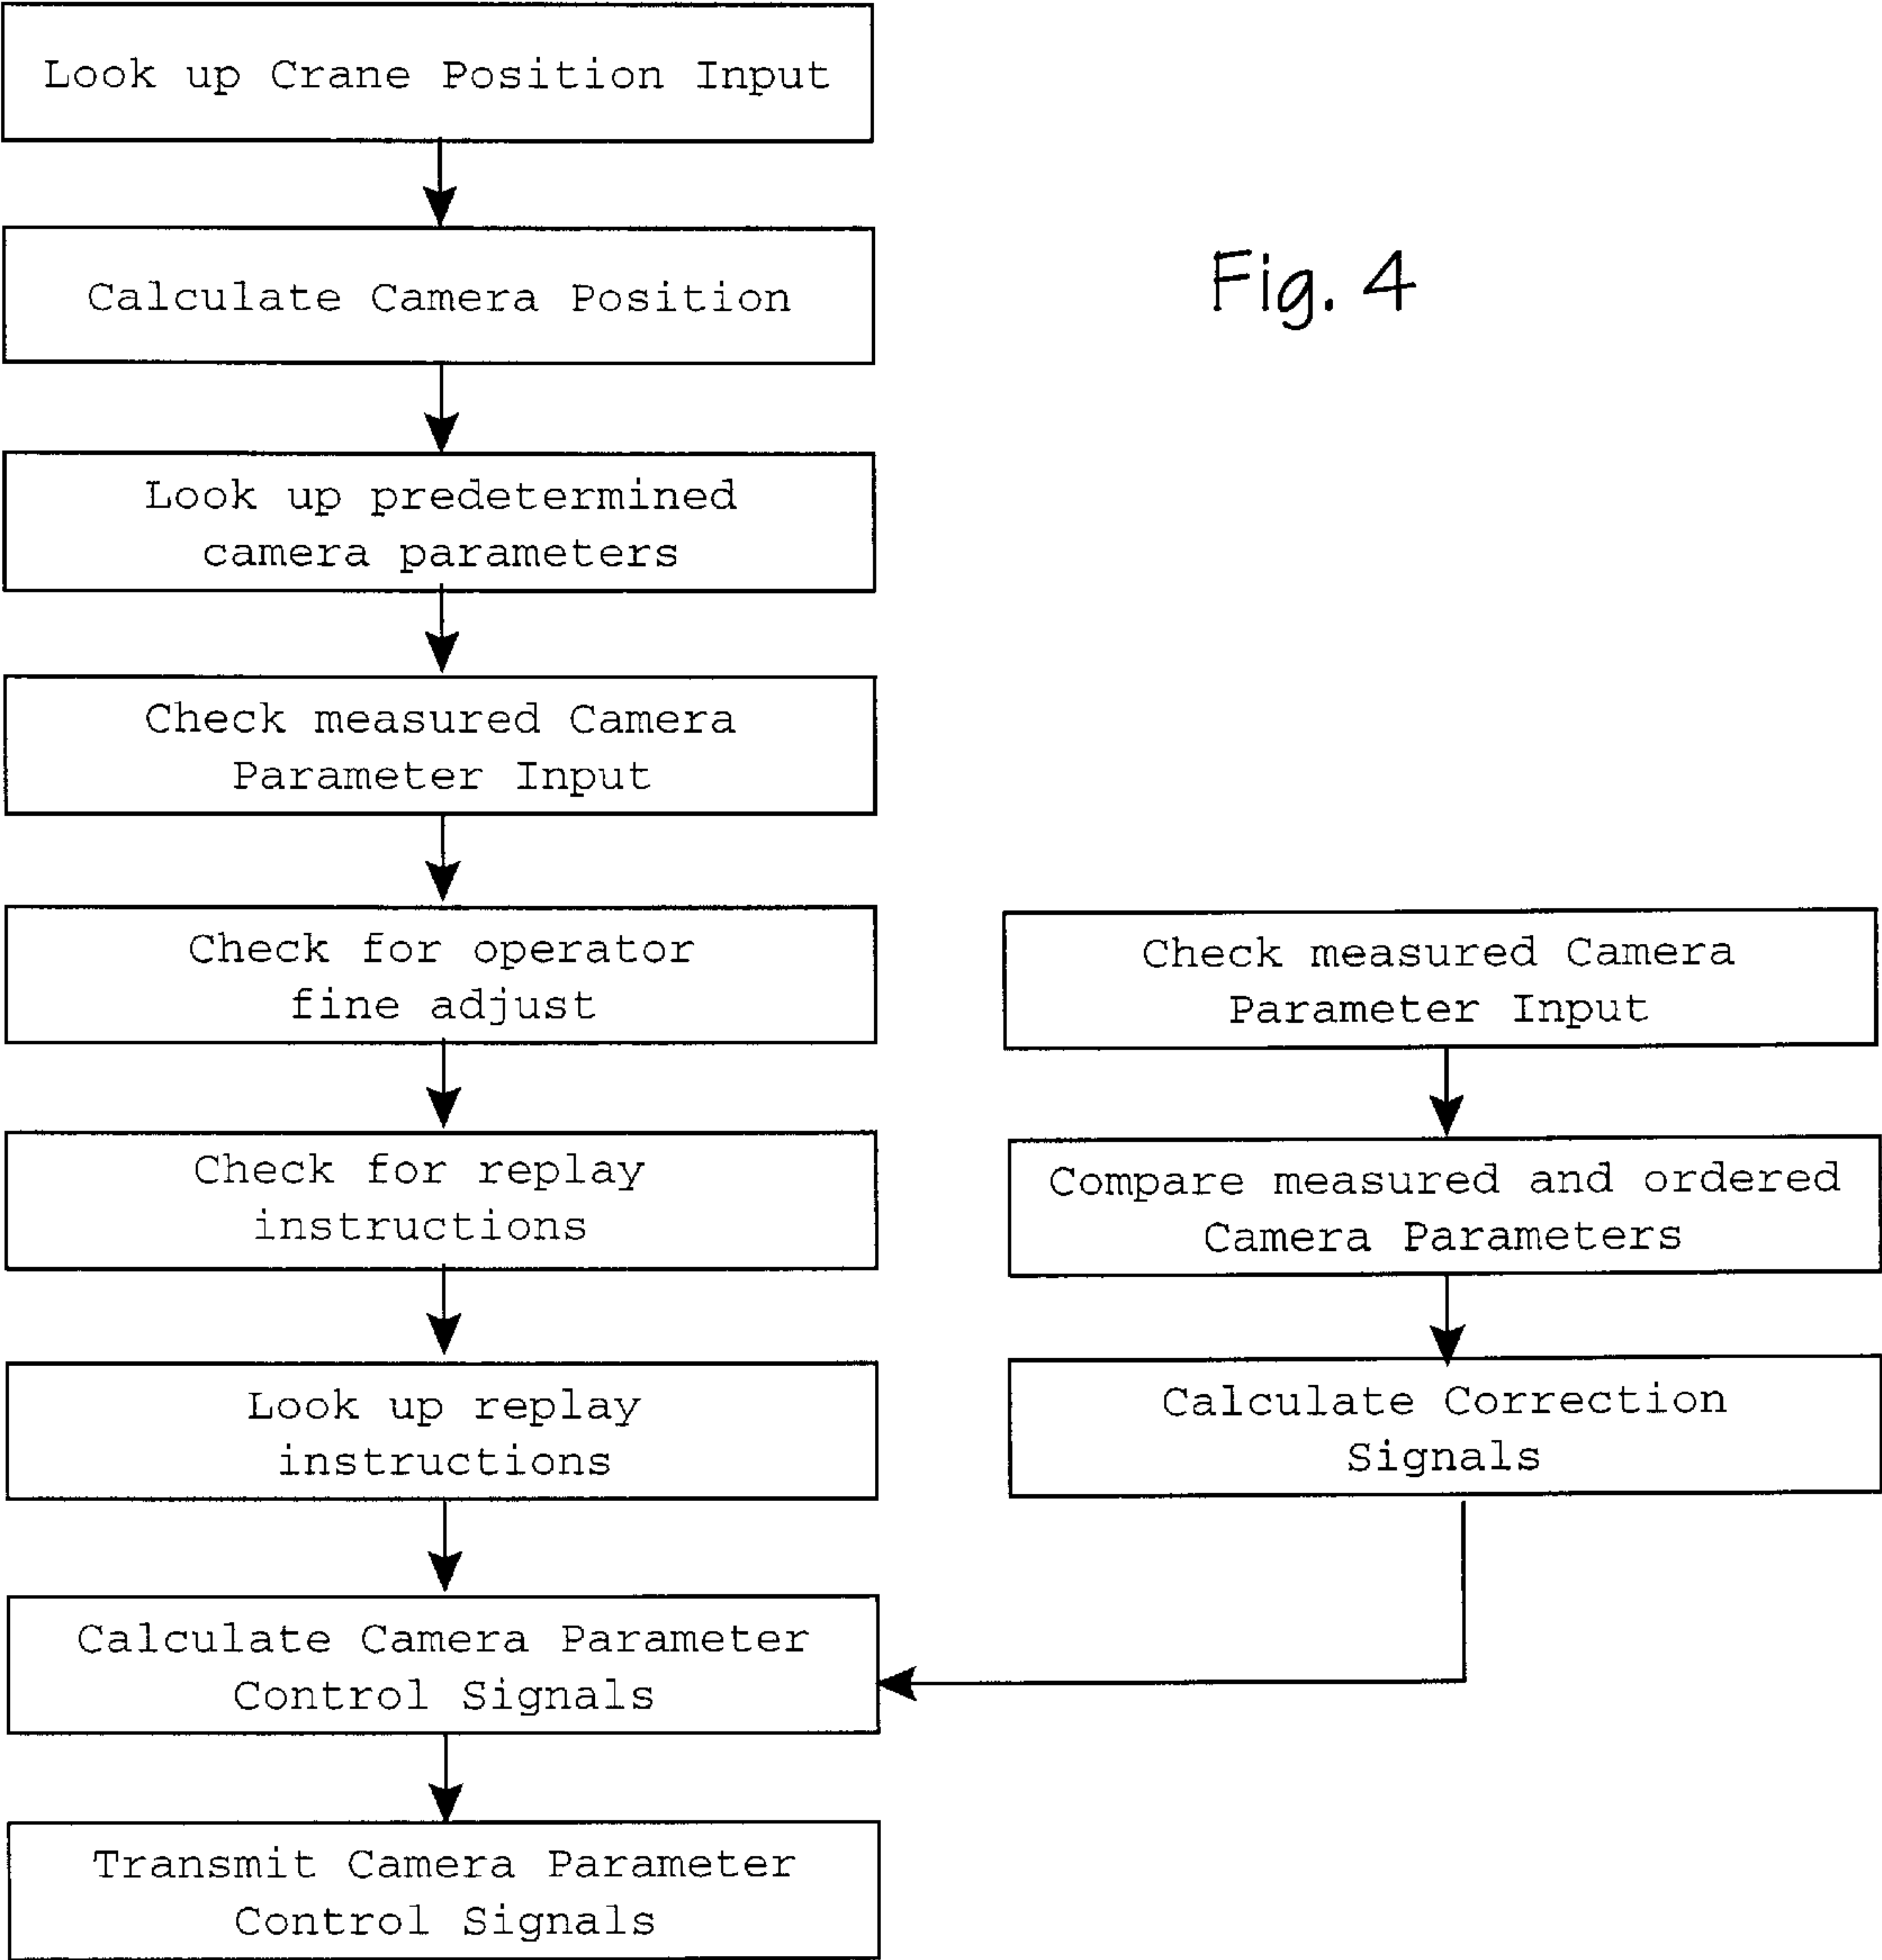 Look up Crane Position Input
Calculate Camera Position
Fig. 4
Look up predetermined
camera parameters
Check measured Camera
Parameter Input
Check for operator
fine adjust
Check for replay
instructions
Look up replay
instructions
Check measured Camera
Parameter Input
Compare measured and ordered
Camera Parameters
Calculate Correction
Signals
Calculate Camera Parameter
Control Signals
Transmit Camera Parameter
Control Signals